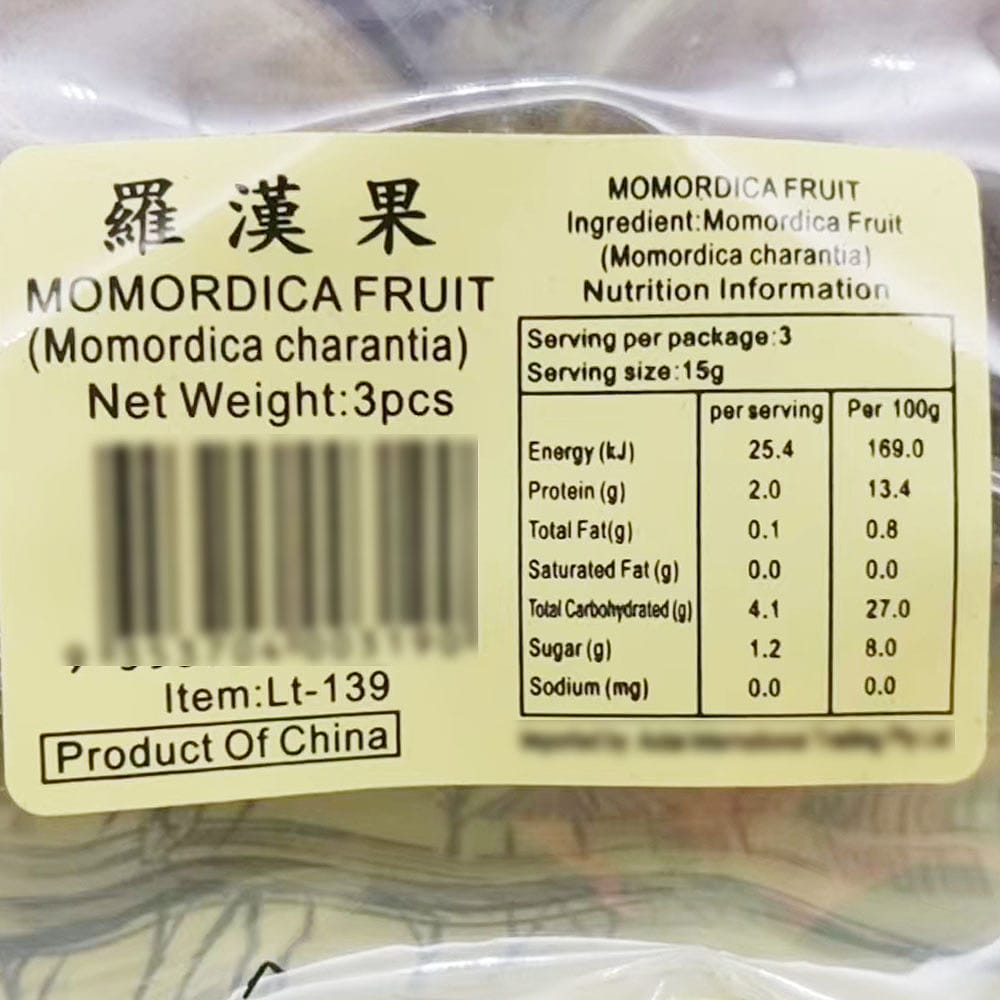 羅漢果
MOMORDICA FRUIT
(Momordica charantia)
Net Weight:3pcs
Item:Lt-139
Product Of China
MOMORDICA FRUIT
Ingredient:Momordica Fruit
(Momordica charantia)
Nutrition Information
Serving per package:3
Serving size:15g
per serving Per 100g
Energy (kJ) 25.4 169.0
Protein (g) 2.0 13.4
Total Fat(g) 0.1 0.8
Saturated Fat (g) 0.0 0.0
Total Carbohydrated (g) 4.1 27.0
Sugar (g) 1.2 8.0
Sodium (mg) 0.0 0.0